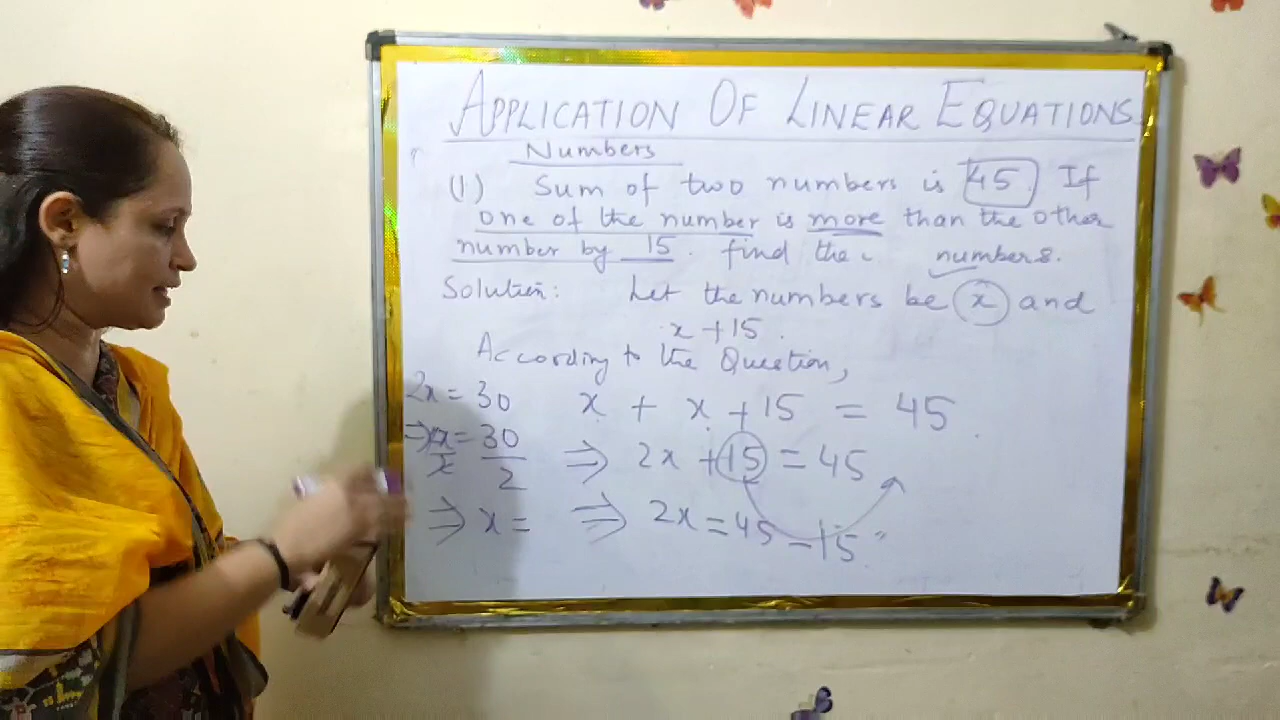 APPLICATION OF LINEAR EQUATIONS
Numbers
(1) Sum of two numbers is 45. If
one of the number is more than the other
number by 15. find the numbers.
Solution: Let the numbers be x and
x + 15.
According to the Question,
x + x + 15 = 45
⇒ 2x + 15 = 45
⇒ 2x = 45 - 15
2x = 30
⇒ 2x/2 = 30/2
⇒ x =